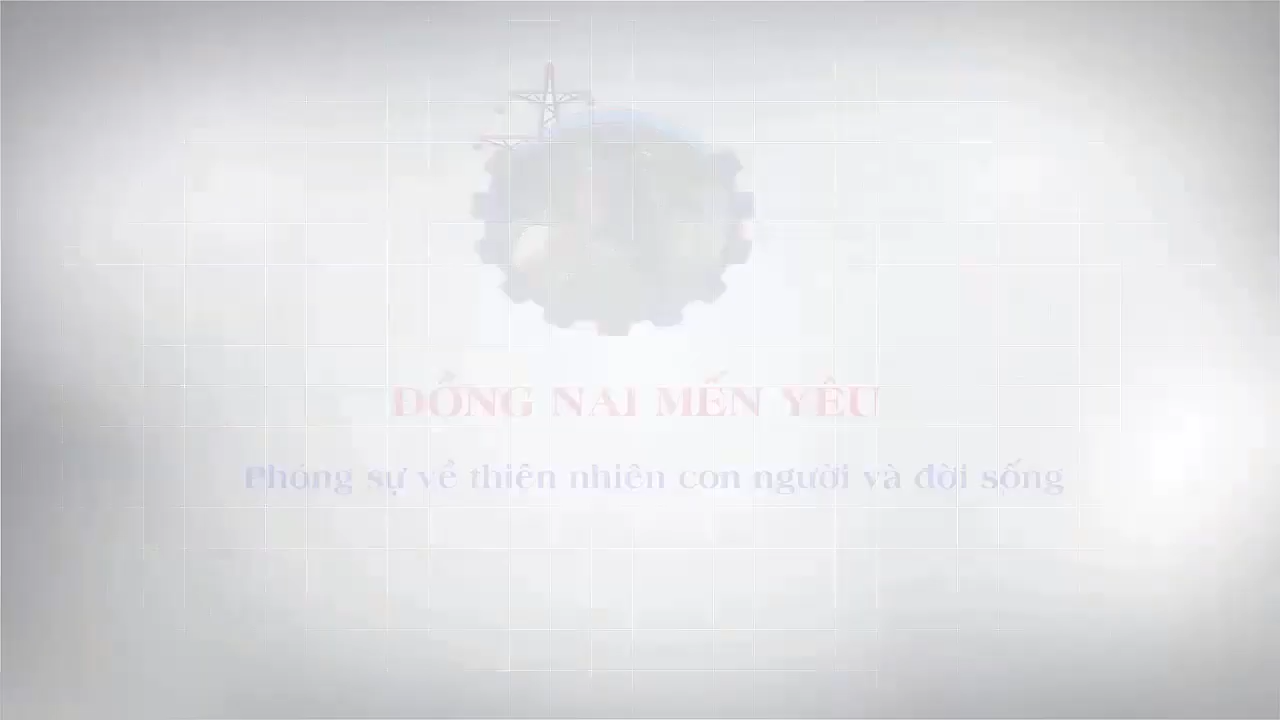 ĐỒNG NAI MẾN YÊU
Phóng sự về thiên nhiên con người và đời sống